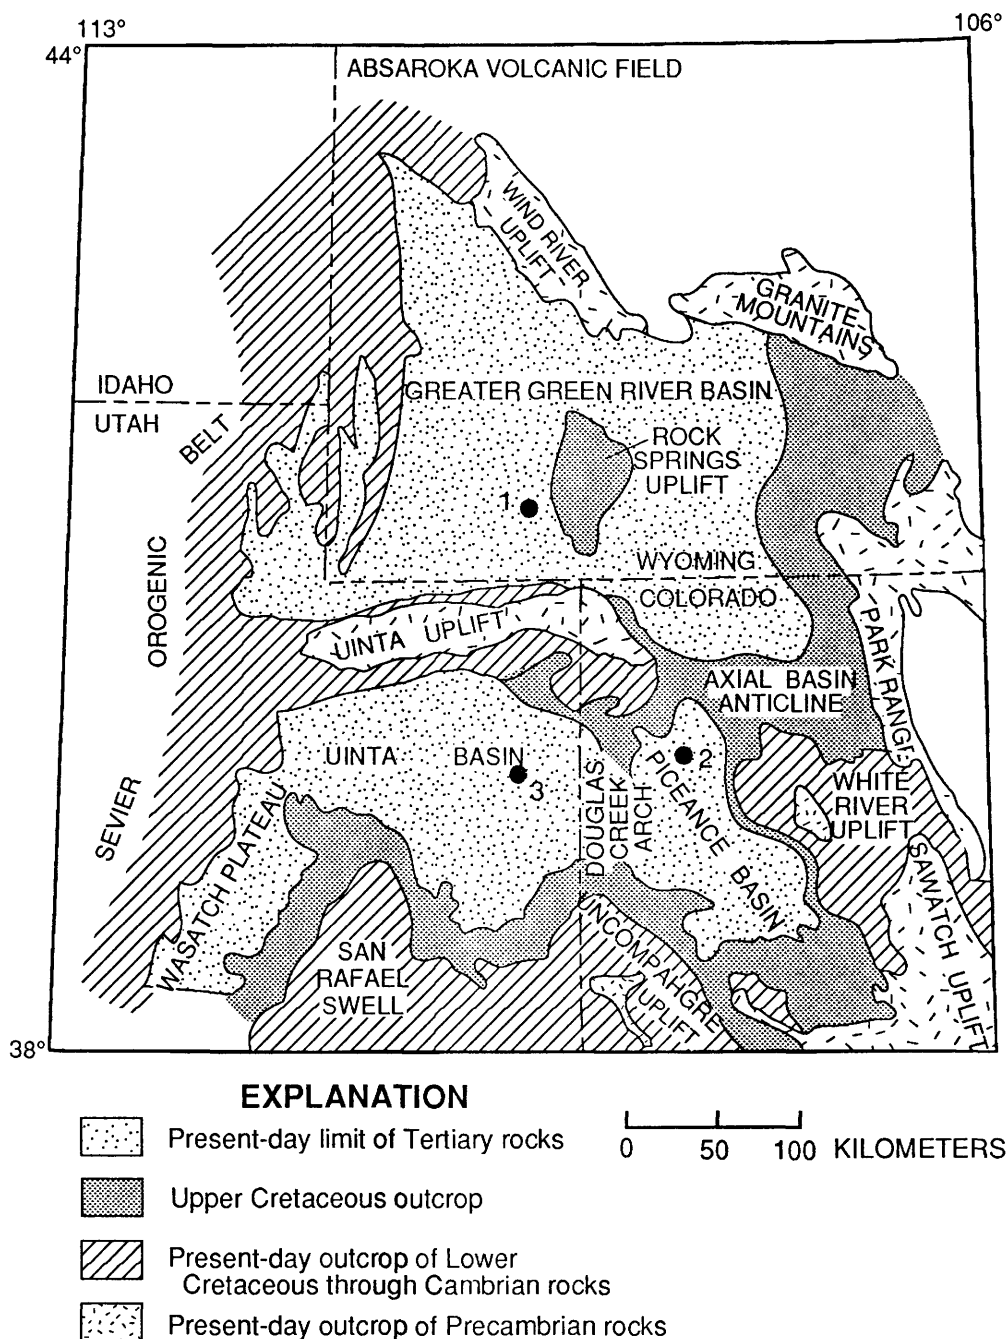 113°
106°
44°
ABSAROKA VOLCANIC FIELD
WIND RIVER
UPLIFT
GRANITE
MOUNTAINS
IDAHO
UTAH
GREATER GREEN RIVER BASIN
ROCK
SPRINGS
UPLIFT
1
WYOMING
COLORADO
SEVIER OROGENIC BELT
UINTA UPLIFT
PARK RANGE
AXIAL BASIN
ANTICLINE
UINTA BASIN
3
2
DOUGLAS
CREEK
ARCH
PICEANCE BASIN
WHITE
RIVER
UPLIFT
WASATCH PLATEAU
SAWATCH UPLIFT
SAN
RAFAEL
SWELL
UNCOMPAHGRE
UPLIFT
38°
EXPLANATION
Present-day limit of Tertiary rocks
0 50 100 KILOMETERS
Upper Cretaceous outcrop
Present-day outcrop of Lower
Cretaceous through Cambrian rocks
Present-day outcrop of Precambrian rocks